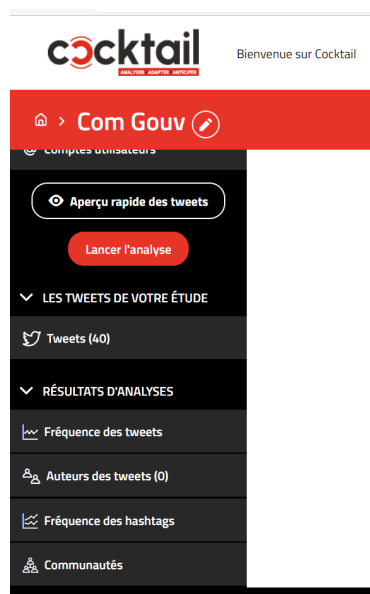 cocktail
ANALYSER ADAPTER ANTICIPER
Bienvenue sur Cocktail
> Com Gouv
@ Comptes utilisateurs
Aperçu rapide des tweets
Lancer l'analyse
LES TWEETS DE VOTRE ÉTUDE
Tweets (40)
RÉSULTATS D'ANALYSES
Fréquence des tweets
Auteurs des tweets (0)
Fréquence des hashtags
Communautés